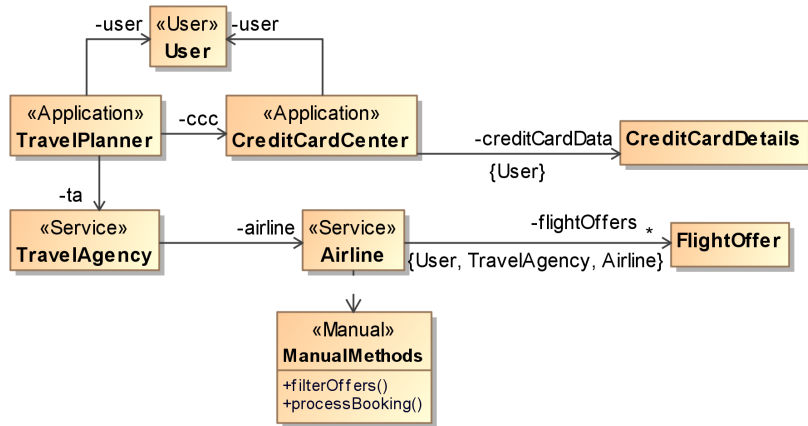 -user
«User»
User
-user
«Application»
TravelPlanner
-ccc
«Application»
CreditCardCenter
-creditCardData
{User}
CreditCardDetails
-ta
«Service»
TravelAgency
-airline
«Service»
Airline
-flightOffers
*
{User, TravelAgency, Airline}
FlightOffer
«Manual»
ManualMethods
+filterOffers()
+processBooking()